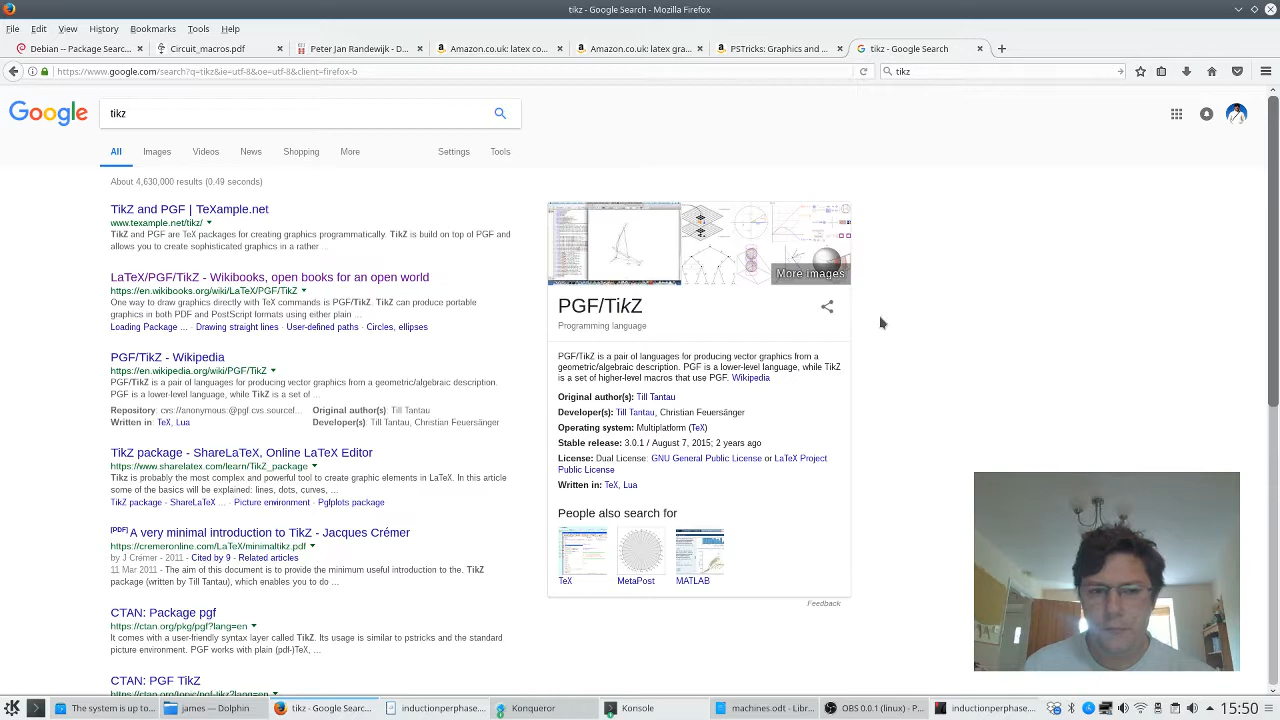 tikz - Google Search - Mozilla Firefox
File Edit View History Bookmarks Tools Help
Debian -- Package Sear...
Circuit_macros.pdf
Peter Jan Randewijk - D...
Amazon.co.uk: latex co...
Amazon.co.uk: latex gra...
PSTricks: Graphics and ...
tikz - Google Search
https://www.google.com/search?q=tikz&ie=utf-8&oe=utf-8&client=firefox-b
tikz
Google
tikz
All Images Videos News Shopping More Settings Tools
About 4,630,000 results (0.49 seconds)
TikZ and PGF | TeXample.net
www.texample.net/tikz/
TikZ and PGF are TeX packages for creating graphics programmatically. TikZ is build on top of PGF and
allows you to create sophisticated graphics in a rather ...
LaTeX/PGF/TikZ - Wikibooks, open books for an open world
https://en.wikibooks.org/wiki/LaTeX/PGF/TikZ
One way to draw graphics directly with TeX commands is PGF/TikZ. TikZ can produce portable
graphics in both PDF and PostScript formats using either plain ...
Loading Package ... · Drawing straight lines · User-defined paths · Circles, ellipses
PGF/TikZ - Wikipedia
https://en.wikipedia.org/wiki/PGF/TikZ
PGF/TikZ is a pair of languages for producing vector graphics from a geometric/algebraic description.
PGF is a lower-level language, while TikZ is a set of ...
Repository: cvs://anonymous.@pgf.cvs.sourcef...
Original author(s): Till Tantau
Written in: TeX, Lua
Developer(s): Till Tantau, Christian Feuersänger
TikZ package - ShareLaTeX, Online LaTeX Editor
https://www.sharelatex.com/learn/TikZ_package
Tikz is probably the most complex and powerful tool to create graphic elements in LaTeX. In this article
some of the basics will be explained: lines, dots, curves, ...
TikZ package - ShareLaTeX ... · Picture environment · Pgfplots package
[PDF] A very minimal introduction to TikZ - Jacques Crémer
https://cremeronline.com/LaTeX/minimaltikz.pdf
by J Crémer - 2011 - Cited by 9 - Related articles
11 Mar 2011 - The aim of this document is to provide the minimum useful introduction to the. TikZ
package (written by Till Tantau), which enables you to do ...
CTAN: Package pgf
https://ctan.org/pkg/pgf?lang=en
It comes with a user-friendly syntax layer called TikZ. Its usage is similar to pstricks and the standard
picture environment. PGF works with plain (pdf-)TeX, ...
CTAN: PGF TikZ
https://ctan.org/topic/pgf-tikz?lang=en
More images
PGF/TikZ
Programming language
PGF/TikZ is a pair of languages for producing vector graphics from a
geometric/algebraic description. PGF is a lower-level language, while TikZ
is a set of higher-level macros that use PGF. Wikipedia
Original author(s): Till Tantau
Developer(s): Till Tantau, Christian Feuersänger
Operating system: Multiplatform (TeX)
Stable release: 3.0.1 / August 7, 2015; 2 years ago
License: Dual License: GNU General Public License or LaTeX Project
Public License
Written in: TeX, Lua
People also search for
TeX
MetaPost
MATLAB
Feedback
The system is up to...
james — Dolphin
tikz - Google Searc...
inductionperphase...
Konqueror
Konsole
machines.odt - Libr...
OBS 0.0.1 (linux) - P...
inductionperphase...
15:50